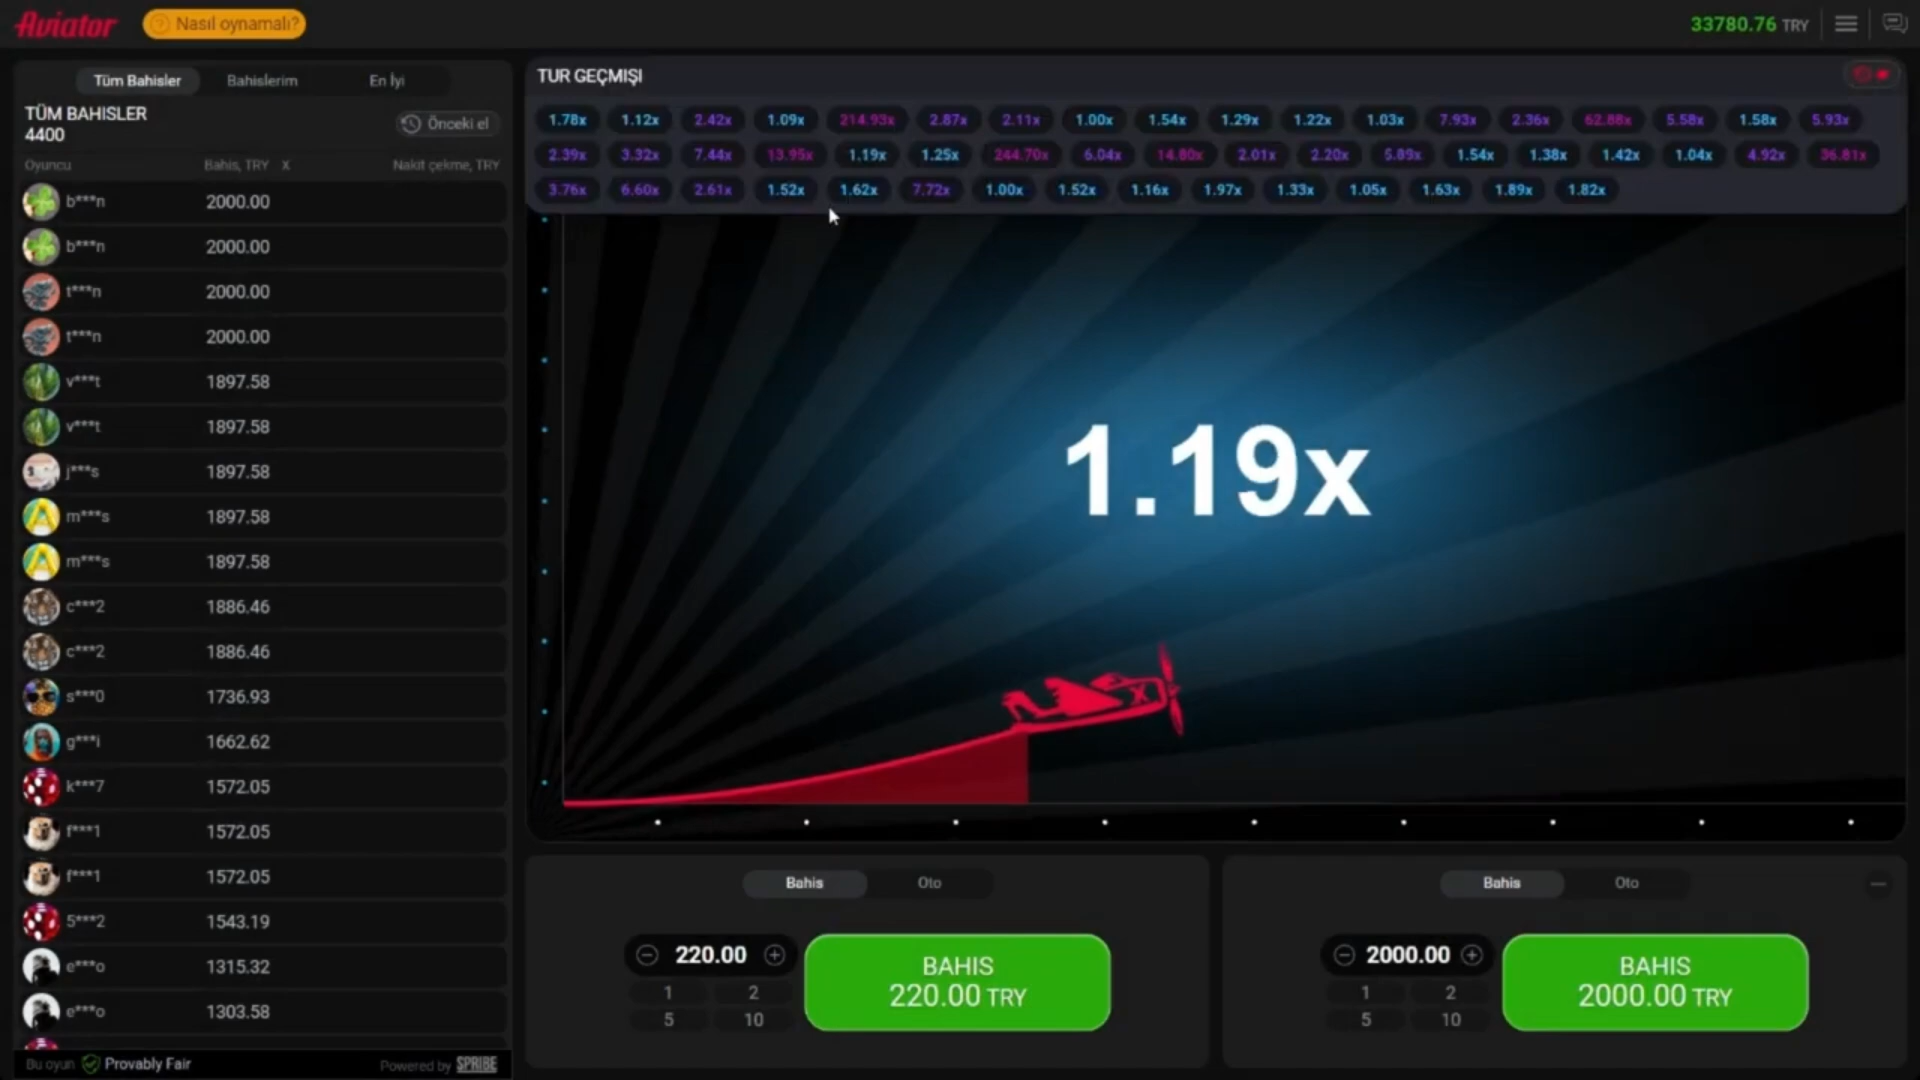 Aviator
Nasıl oynamalı?
33780.76 TRY
Tüm Bahisler Bahislerim En İyi
TÜM BAHISLER
4400
Önceki el
Oyuncu Bahis, TRY X Nakit çekme, TRY
b***n 2000.00
b***n 2000.00
t***n 2000.00
t***n 2000.00
v***t 1897.58
v***t 1897.58
j***s 1897.58
m***s 1897.58
m***s 1897.58
c***2 1886.46
c***2 1886.46
s***0 1736.93
g***i 1662.62
k***7 1572.05
f***1 1572.05
f***1 1572.05
5***2 1543.19
e***o 1315.32
e***o 1303.58
Bu oyun Provably Fair Powered by SPRIBE
TUR GEÇMIŞI
1.78x 1.12x 2.42x 1.09x 214.93x 2.87x 2.11x 1.00x 1.54x 1.29x 1.22x 1.03x 7.93x 2.36x 62.88x 5.58x 1.58x 5.93x
2.39x 3.32x 7.44x 13.95x 1.19x 1.25x 244.70x 6.04x 14.80x 2.01x 2.20x 5.89x 1.54x 1.38x 1.42x 1.04x 4.92x 36.81x
3.76x 6.60x 2.61x 1.52x 1.62x 7.72x 1.00x 1.52x 1.16x 1.97x 1.33x 1.05x 1.63x 1.89x 1.82x
1.19x
Bahis Oto
220.00
1 2
5 10
BAHIS
220.00 TRY
Bahis Oto
2000.00
1 2
5 10
BAHIS
2000.00 TRY